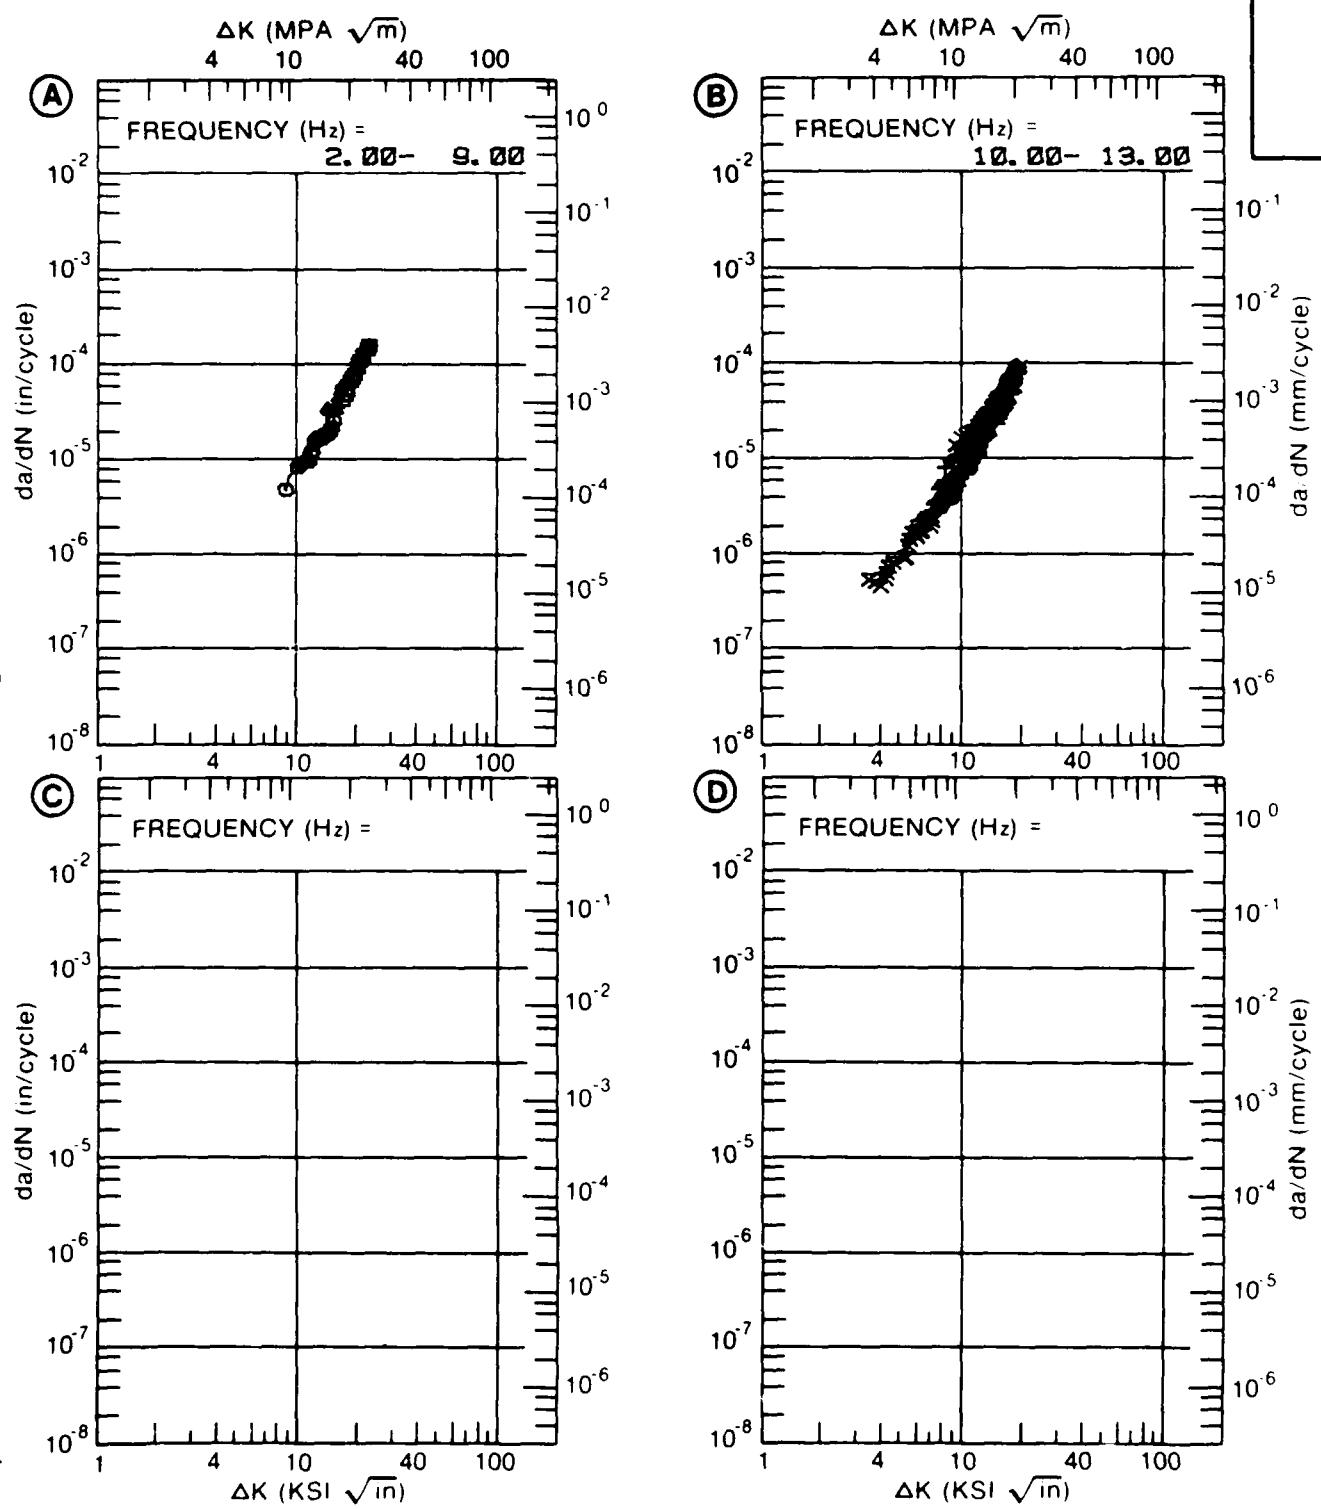 ΔK (MPA √m) ΔK (MPA √m)
4 10 40 100 4 10 40 100
A B
10^0
FREQUENCY (Hz) = FREQUENCY (Hz) =
2.00- 9.00 10.00- 13.00
10^-2 10^-2
10^-1 10^-1
10^-3 10^-3
10^-2 10^-2
da/dN (in/cycle) da/dN (mm/cycle)
10^-4 10^-4
10^-3 10^-3
10^-5 10^-5
10^-4 10^-4
10^-6 10^-6
10^-5 10^-5
10^-7 10^-7
10^-6 10^-6
10^-8 10^-8
1 4 10 40 100 1 4 10 40 100
C D
10^0 10^0
FREQUENCY (Hz) = FREQUENCY (Hz) =
10^-2 10^-2
10^-1 10^-1
10^-3 10^-3
10^-2 10^-2
da/dN (in/cycle) da/dN (mm/cycle)
10^-4 10^-4
10^-3 10^-3
10^-5 10^-5
10^-4 10^-4
10^-6 10^-6
10^-5 10^-5
10^-7 10^-7
10^-6 10^-6
10^-8 10^-8
1 4 10 40 100 1 4 10 40 100
ΔK (KSI √in) ΔK (KSI √in)